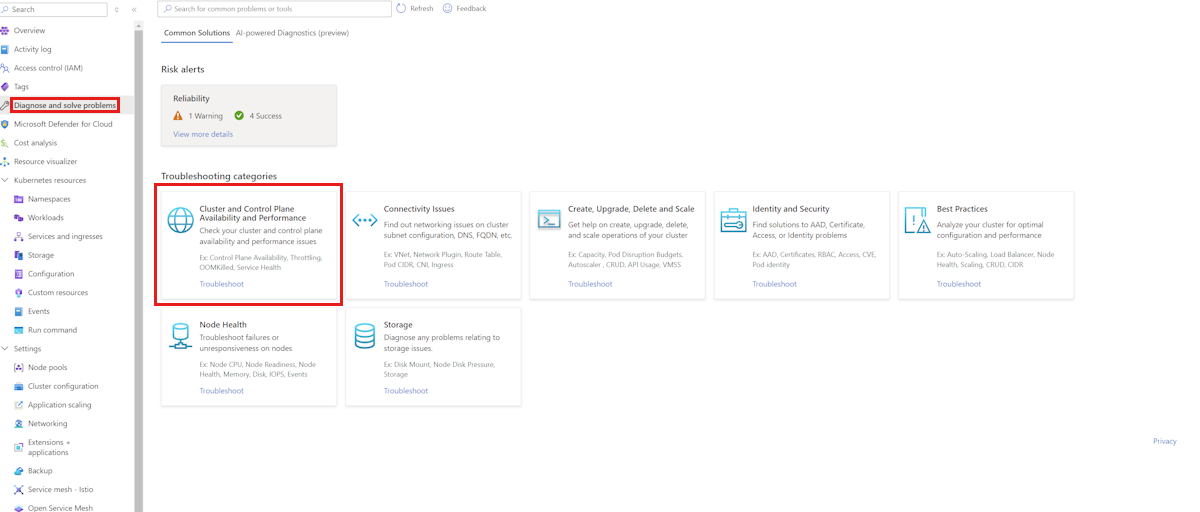 Search
Overview
Activity log
Access control (IAM)
Tags
Diagnose and solve problems
Microsoft Defender for Cloud
Cost analysis
Resource visualizer
Kubernetes resources
Namespaces
Workloads
Services and ingresses
Storage
Configuration
Custom resources
Events
Run command
Settings
Node pools
Cluster configuration
Application scaling
Networking
Extensions +
applications
Backup
Service mesh - Istio
Open Service Mesh
Search for common problems or tools
Refresh
Feedback
Common Solutions
AI-powered Diagnostics (preview)
Risk alerts
Reliability
1 Warning
4 Success
View more details
Troubleshooting categories
Cluster and Control Plane
Availability and Performance
Check your cluster and control plane
availability and performance issues
Ex: Control Plane Availability, Throttling,
OOMKilled, Service Health
Troubleshoot
Connectivity Issues
Find out networking issues on cluster
subnet configuration, DNS, FQDN, etc.
Ex: VNet, Network Plugin, Route Table,
Pod CIDR, CNI, Ingress
Troubleshoot
Create, Upgrade, Delete and Scale
Get help on create, upgrade, delete,
and scale operations of your cluster
Ex: Capacity, Pod Disruption Budgets,
Autoscaler , CRUD, API Usage, VMSS
Troubleshoot
Identity and Security
Find solutions to AAD, Certificate,
Access, or Identity problems
Ex: AAD, Certificates, RBAC, Access, CVE,
Pod identity
Troubleshoot
Best Practices
Analyze your cluster for optimal
configuration and performance
Ex: Auto-Scaling, Load Balancer, Node
Health, Scaling, CRUD, CIDR
Troubleshoot
Node Health
Troubleshoot failures or
unresponsiveness on nodes
Ex: Node CPU, Node Readiness, Node
Health, Memory, Disk, IOPS, Events
Troubleshoot
Storage
Diagnose any problems relating to
storage issues.
Ex: Disk Mount, Node Disk Pressure,
Storage
Troubleshoot
Privacy